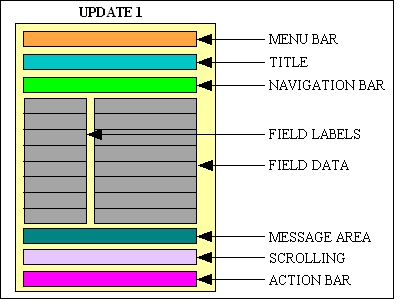 UPDATE 1
MENU BAR
TITLE
NAVIGATION BAR
FIELD LABELS
FIELD DATA
MESSAGE AREA
SCROLLING
ACTION BAR